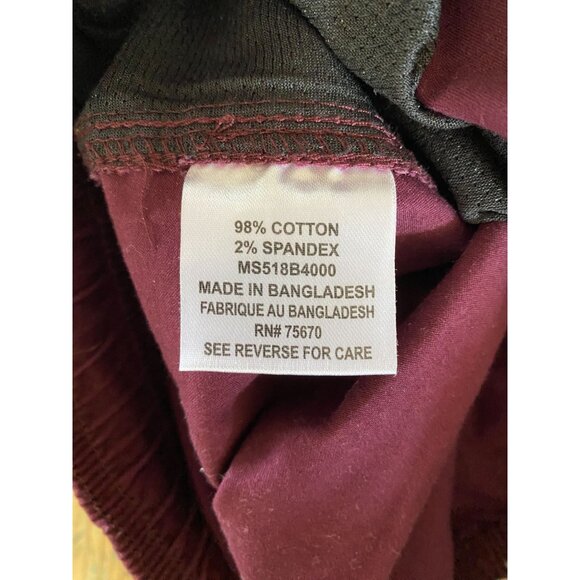 98% COTTON
2% SPANDEX
MS518B4000
MADE IN BANGLADESH
FABRIQUE AU BANGLADESH
RN# 75670
SEE REVERSE FOR CARE